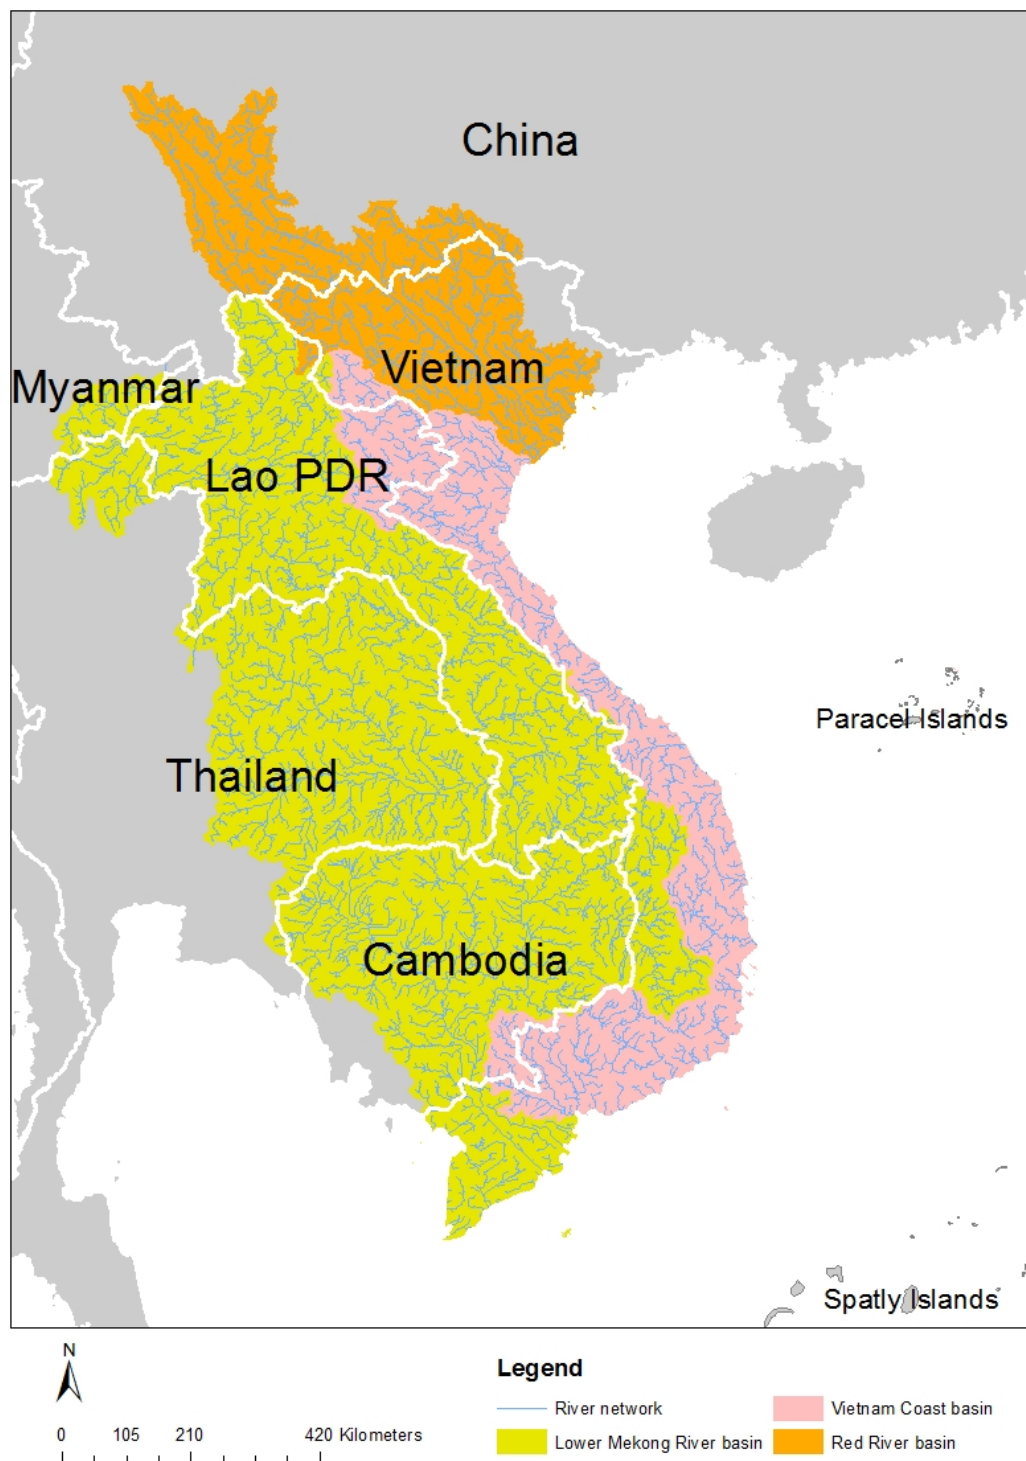 China
Vietnam
Myanmar
Lao PDR
Paracel Islands
Thailand
Cambodia
Spatly Islands
N
0 105 210 420 Kilometers
Legend
River network
Lower Mekong River basin
Vietnam Coast basin
Red River basin